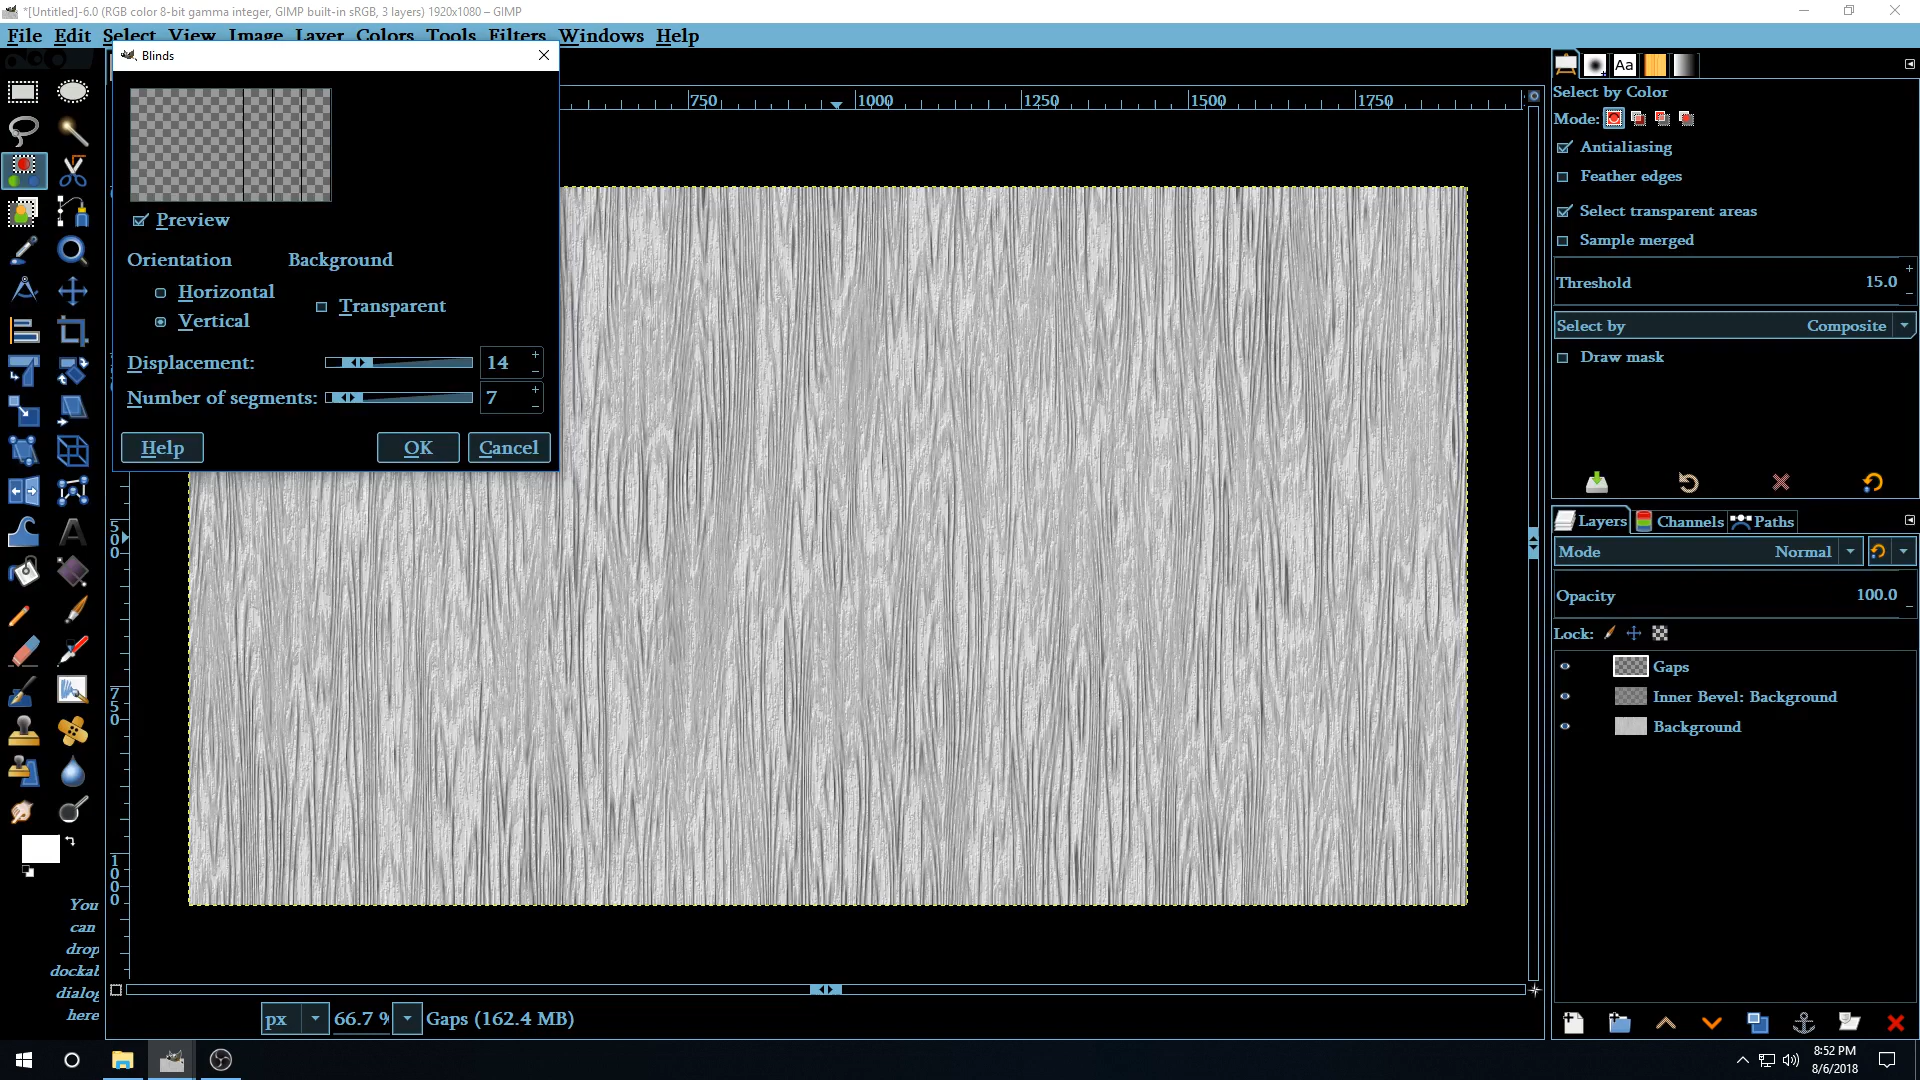 *[Untitled]-6.0 (RGB color 8-bit gamma integer, GIMP built-in sRGB, 3 layers) 1920x1080 – GIMP
File Edit Select View Image Layer Colors Tools Filters Windows Help
Blinds
Preview
Orientation Background
Horizontal
Transparent
Vertical
Displacement: 14
Number of segments: 7
Help OK Cancel
750 1000 1250 1500 1750
500
750
1000
You
can
drop
dockab
dialog
here
px 66.7 % Gaps (162.4 MB)
Aa
Select by Color
Mode:
Antialiasing
Feather edges
Select transparent areas
Sample merged
Threshold 15.0
Select by Composite
Draw mask
Layers Channels Paths
Mode Normal
Opacity 100.0
Lock:
Gaps
Inner Bevel: Background
Background
8:52 PM
8/6/2018